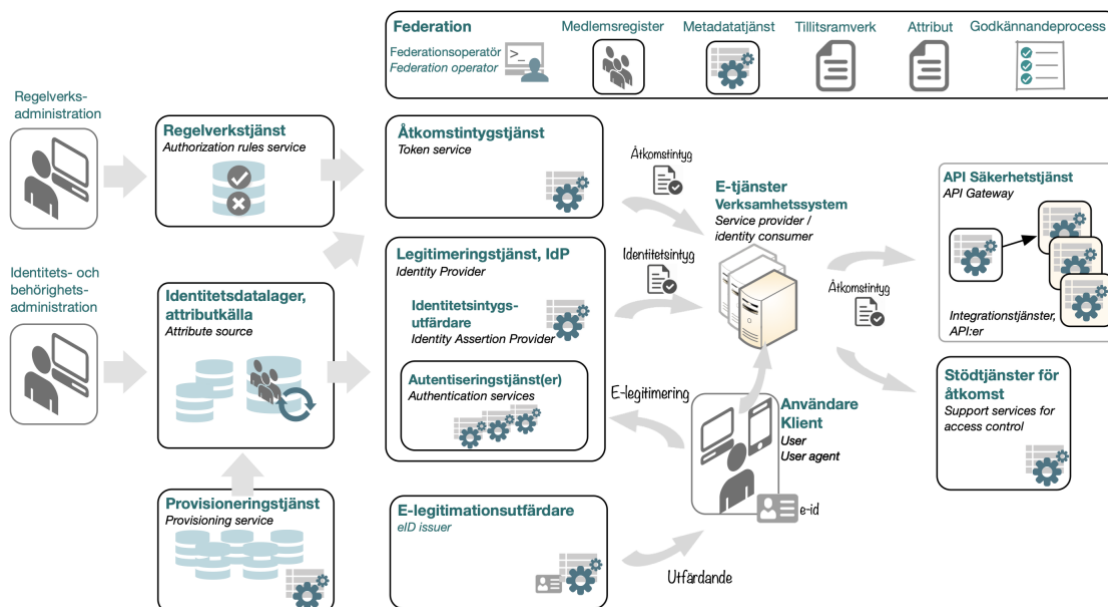 Federation
Federationsoperatör
Federation operator
Medlemsregister
Metadatatjänst
Tillitsramverk
Attribut
Godkännandeprocess
>_
Regelverks-
administration
Regelverkstjänst
Authorization rules service
Åtkomstintygstjänst
Token service
Åtkomstintyg
E-tjänster
Verksamhetssystem
Service provider /
identity consumer
API Säkerhetstjänst
API Gateway
Integrationstjänster,
API:er
Identitets- och
behörighets-
administration
Identitetsdatalager,
attributkälla
Attribute source
Legitimeringstjänst, IdP
Identity Provider
Identitetsintygs-
utfärdare
Identity Assertion Provider
Identitetsintyg
Åtkomstintyg
Autentiseringstjänst(er)
Authentication services
E-legitimering
Användare
Klient
User
User agent
e-id
Stödtjänster för
åtkomst
Support services for
access control
Provisioneringstjänst
Provisioning service
E-legitimationsutfärdare
eID issuer
Utfärdande